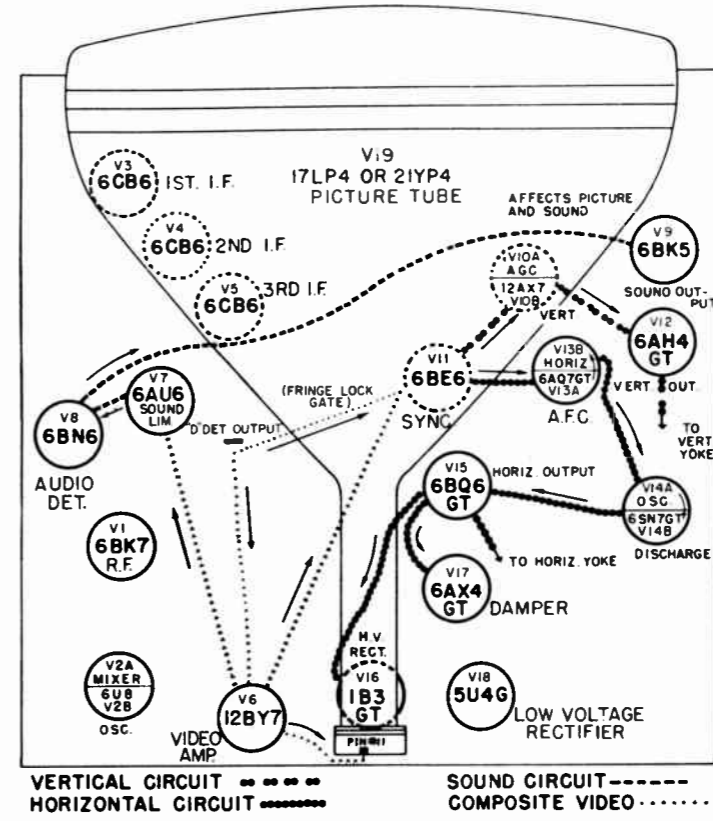 V19
17LP4 OR 21YP4
PICTURE TUBE
V3
6CB6
1ST. I.F.
V4
6CB6
2ND I.F.
V5
6CB6
3RD I.F.
AFFECTS PICTURE
AND SOUND
V9
6BK5
SOUND OUT-
PUT
V10A
AGC
12AX7
V10B
VERT
V12
6AH4
GT
VERT OUT.
TO
VERT
YOKE
V11
6BE6
SYNC.
V13B
HORIZ
6AQ7GT
V13A
A.F.C.
(FRINGE LOCK
GATE)
V7
6AU6
SOUND
LIM
V8
6BN6
AUDIO
DET.
D" DET OUTPUT
V15
6BQ6
GT
HORIZ. OUTPUT
V14A
OSC.
6SN7GT
V14B
DISCHARGE
TO HORIZ. YOKE
V1
6BK7
R.F.
V17
6AX4
GT
DAMPER
H.V.
RECT.
V16
1B3
GT
PIN #11
V2A
MIXER
6U8
V2B
OSC.
V6
12BY7
VIDEO
AMP.
V18
5U4G
LOW VOLTAGE
RECTIFIER
VERTICAL CIRCUIT
HORIZONTAL CIRCUIT
SOUND CIRCUIT
COMPOSITE VIDEO